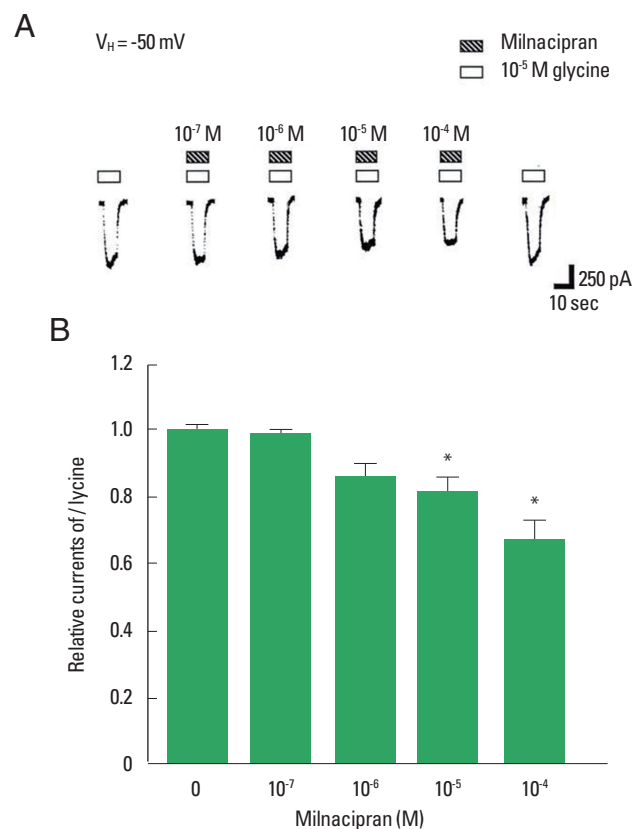 A
V_H = -50 mV
Milnacipran
10⁻⁵ M glycine
10⁻⁷ M 10⁻⁶ M 10⁻⁵ M 10⁻⁴ M
250 pA
10 sec
B
Relative currents of / lycine
1.2
1.0
0.8
0.6
0.4
0.2
0
* *
0 10⁻⁷ 10⁻⁶ 10⁻⁵ 10⁻⁴
Milnacipran (M)